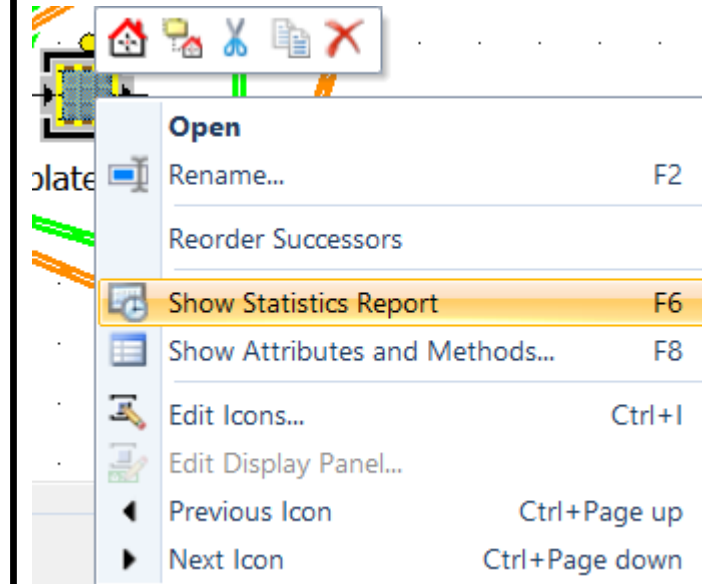 Open
plate
Rename... F2
Reorder Successors
Show Statistics Report F6
Show Attributes and Methods... F8
Edit Icons... Ctrl+I
Edit Display Panel...
Previous Icon Ctrl+Page up
Next Icon Ctrl+Page down